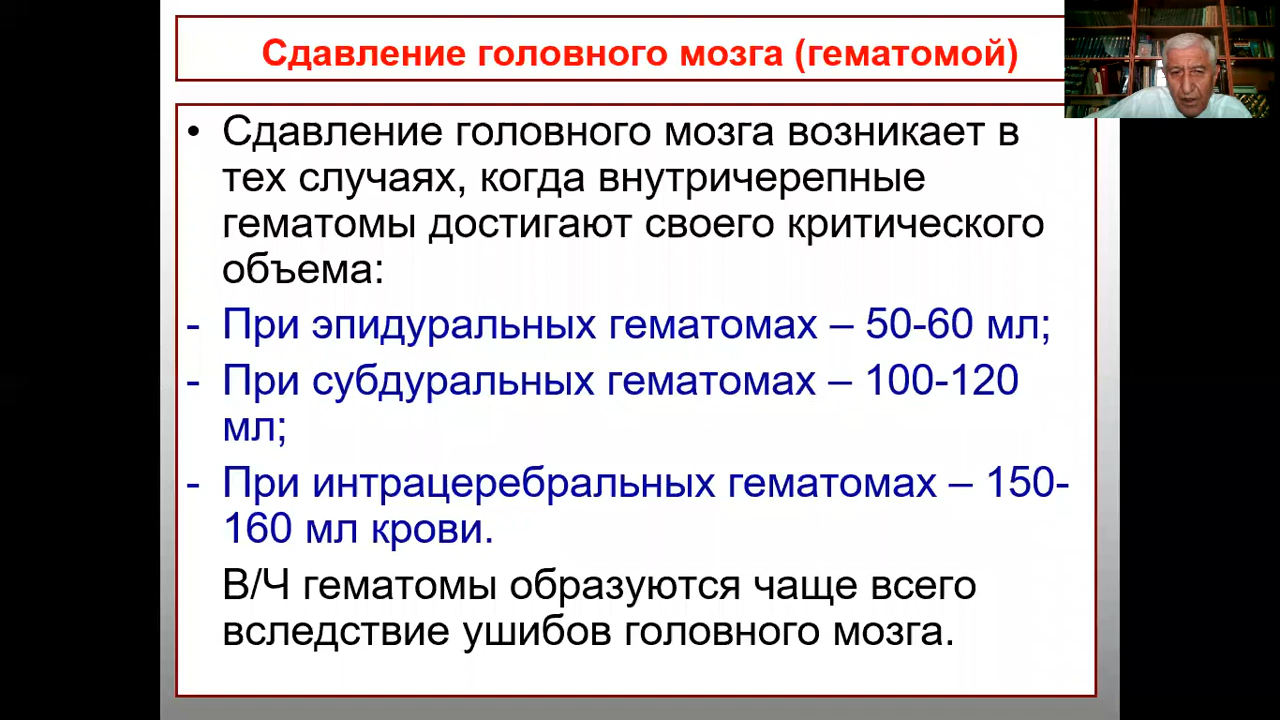 Сдавление головного мозга (гематомой)
• Сдавление головного мозга возникает в
тех случаях, когда внутричерепные
гематомы достигают своего критического
объема:
- При эпидуральных гематомах – 50-60 мл;
- При субдуральных гематомах – 100-120
мл;
- При интрацеребральных гематомах – 150-
160 мл крови.
В/Ч гематомы образуются чаще всего
вследствие ушибов головного мозга.